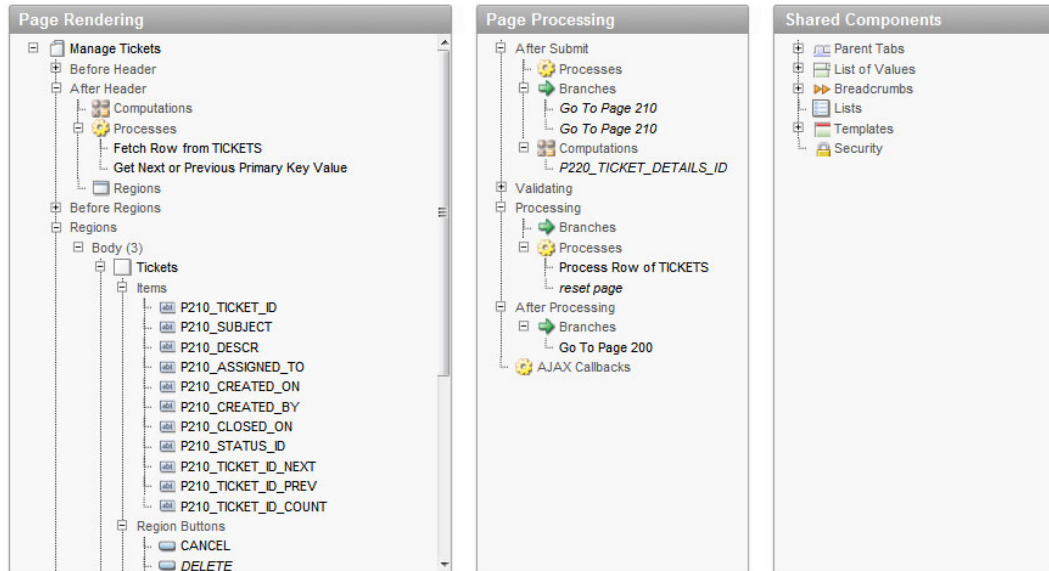 Page Rendering
Manage Tickets
Before Header
After Header
Computations
Processes
Fetch Row from TICKETS
Get Next or Previous Primary Key Value
Regions
Before Regions
Regions
Body (3)
Tickets
Items
P210_TICKET_ID
P210_SUBJECT
P210_DESCR
P210_ASSIGNED_TO
P210_CREATED_ON
P210_CREATED_BY
P210_CLOSED_ON
P210_STATUS_ID
P210_TICKET_ID_NEXT
P210_TICKET_ID_PREV
P210_TICKET_ID_COUNT
Region Buttons
CANCEL
DELETE
Page Processing
After Submit
Processes
Branches
Go To Page 210
Go To Page 210
Computations
P220_TICKET_DETAILS_ID
Validating
Processing
Branches
Processes
Process Row of TICKETS
reset page
After Processing
Branches
Go To Page 200
AJAX Callbacks
Shared Components
Parent Tabs
List of Values
Breadcrumbs
Lists
Templates
Security